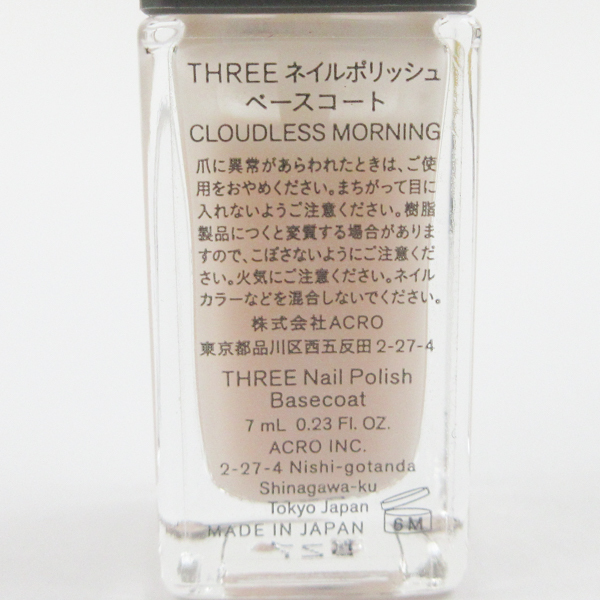 THREE ネイルポリッシュ
ベースコート
CLOUDLESS MORNING
爪に異常があらわれたときは、ご使
用をおやめください。まちがって目に
入れないようご注意ください。樹脂
製品につくと変質する場合がありま
すので、こぼさないようにご注意くだ
さい。火気にご注意ください。ネイル
カラーなどを混合しないでください。
株式会社ACRO
東京都品川区西五反田 2-27-4
THREE Nail Polish
Basecoat
7 mL 0.23 Fl. OZ.
ACRO INC.
2-27-4 Nishi-gotanda
Shinagawa-ku
Tokyo Japan
MADE IN JAPAN 6M